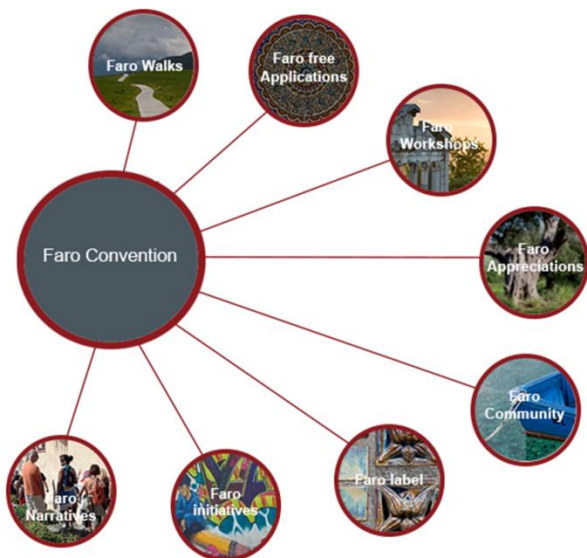 Faro Walks
Faro free
Applications
Faro
Workshops
Faro Convention
Faro
Appreciations
Faro
Community
Faro label
Faro
initiatives
Faro
Narratives